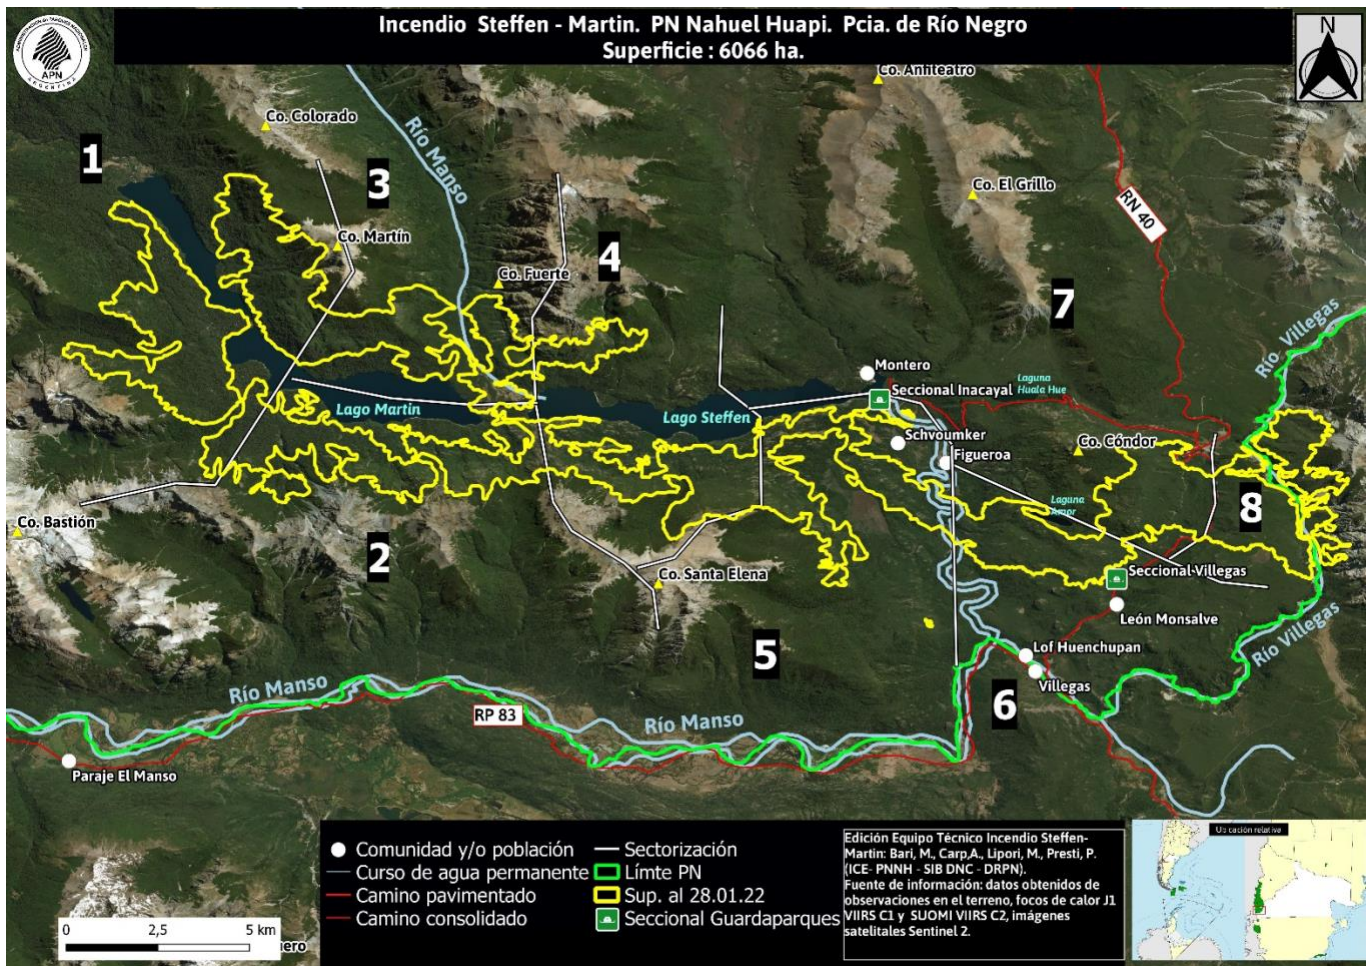 Incendio Steffen - Martin. PN Nahuel Huapi. Pcia. de Río Negro
Superficie : 6066 ha.
APN
N
Co. Anfiteatro
Co. Colorado
Río Manso
1
3
Co. El Grillo
RN 40
Co. Martín
4
Co. Fuerte
7
Río Villegas
Montero
Laguna
Huala Hue
Seccional Inacayal
Lago Martin
Lago Steffen
Schvoumker
Co. Cóndor
Figueroa
Laguna
Amor
8
Co. Bastión
2
Co. Santa Elena
Seccional Villegas
León Monsalve
5
Lof Huenchupan
Río Villegas
Villegas
Río Manso
6
RP 83
Río Manso
Paraje El Manso
Comunidad y/o población
Curso de agua permanente
Camino pavimentado
Camino consolidado
Sectorización
Límte PN
Sup. al 28.01.22
Seccional Guardaparques
Edición Equipo Técnico Incendio Steffen-
Martin: Bari, M., Carp,A., Lipori, M., Presti, P.
(ICE- PNNH - SIB DNC - DRPN).
Fuente de información: datos obtenidos de
observaciones en el terreno, focos de calor J1
VIIRS C1 y SUOMI VIIRS C2, imágenes
satelitales Sentinel 2.
Ubicación relativa
0 2,5 5 km